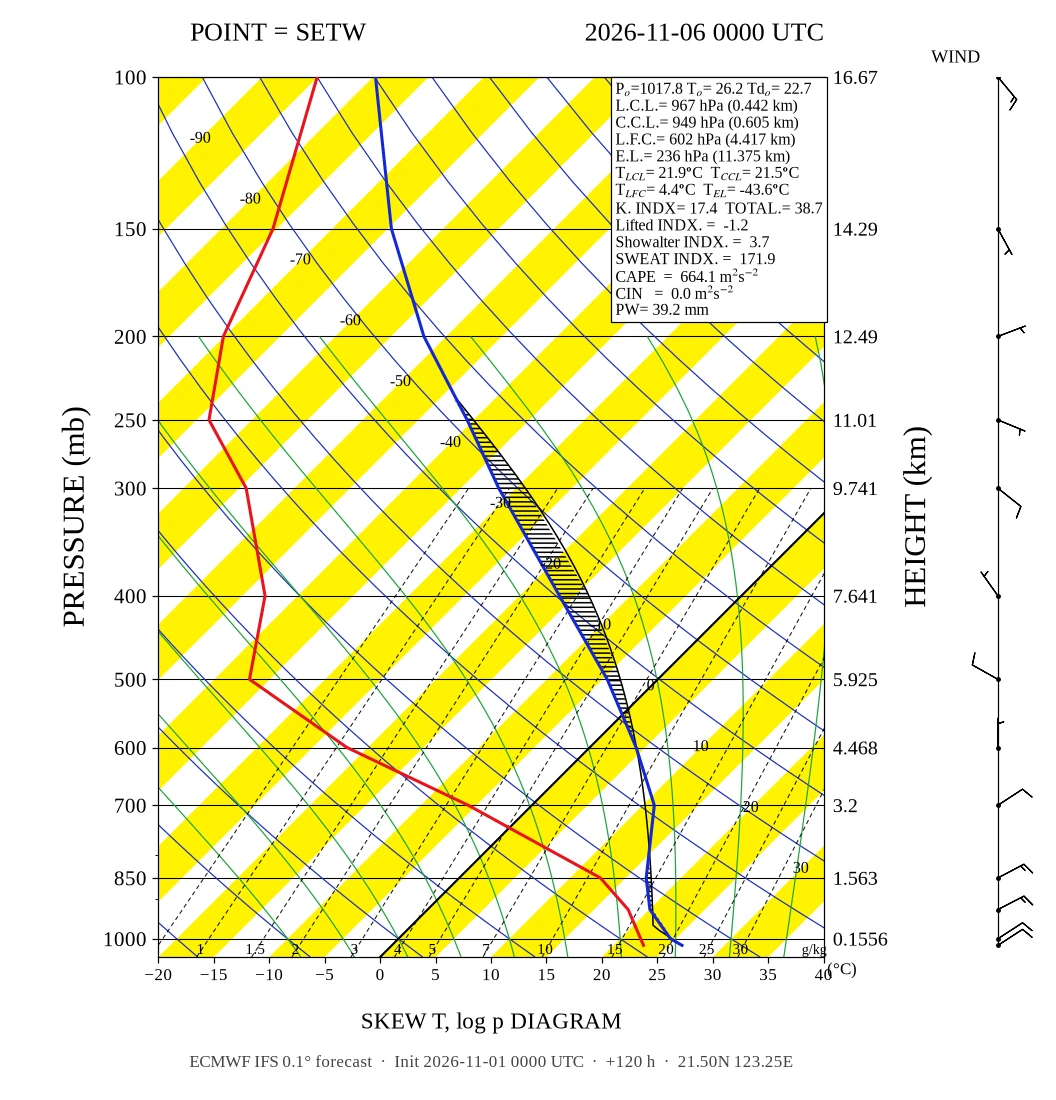 POINT = SETW 2026-11-06 0000 UTC
WIND
100 16.67
Pₒ=1017.8 Tₒ= 26.2 Tdₒ= 22.7
L.C.L.= 967 hPa (0.442 km)
C.C.L.= 949 hPa (0.605 km)
L.F.C.= 602 hPa (4.417 km)
E.L.= 236 hPa (11.375 km)
T_LCL= 21.9°C T_CCL= 21.5°C
T_LFC= 4.4°C T_EL= -43.6°C
K. INDX= 17.4 TOTAL.= 38.7
Lifted INDX. = -1.2
Showalter INDX. = 3.7
SWEAT INDX. = 171.9
CAPE = 664.1 m²s⁻²
CIN = 0.0 m²s⁻²
PW= 39.2 mm
-90
-80
150 14.29
-70
-60
200 12.49
-50
250 11.01
-40
300 9.741
-30
-20
400 7.641
-10
500 5.925
0
10
600 4.468
700 3.2
20
30
850 1.563
1000 0.1556
1 1.5 2 3 4 5 7 10 15 20 25 30 g/kg
−20 −15 −10 −5 0 5 10 15 20 25 30 35 40 (°C)
PRESSURE (mb)
HEIGHT (km)
SKEW T, log p DIAGRAM
ECMWF IFS 0.1° forecast · Init 2026-11-01 0000 UTC · +120 h · 21.50N 123.25E